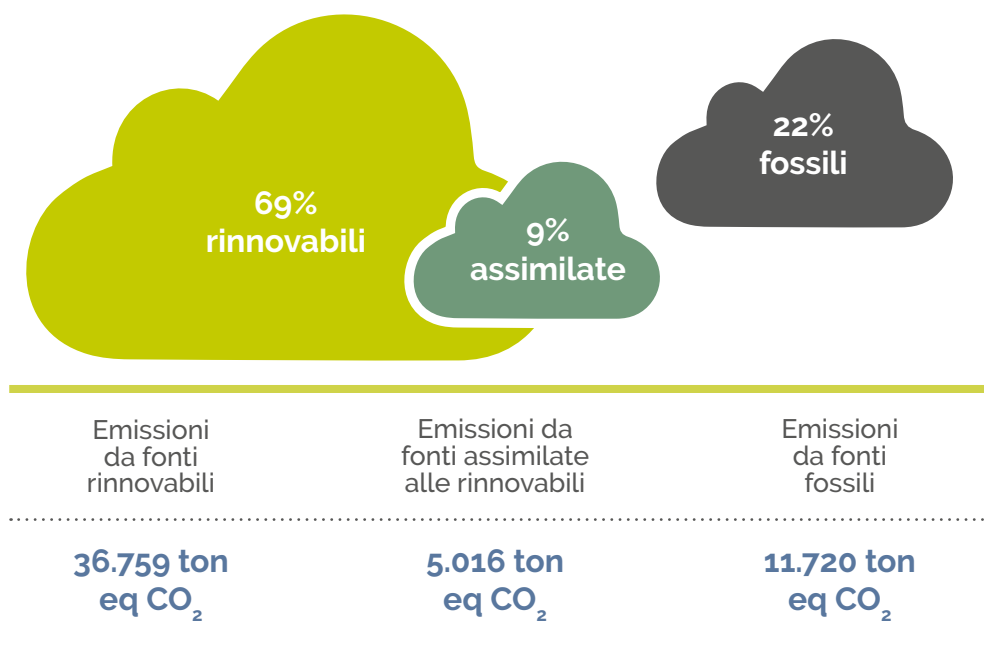 69%
rinnovabili
9%
assimilate
22%
fossili
Emissioni
da fonti
rinnovabili
Emissioni da
fonti assimilate
alle rinnovabili
Emissioni
da fonti
fossili
36.759 ton
eq CO₂
5.016 ton
eq CO₂
11.720 ton
eq CO₂